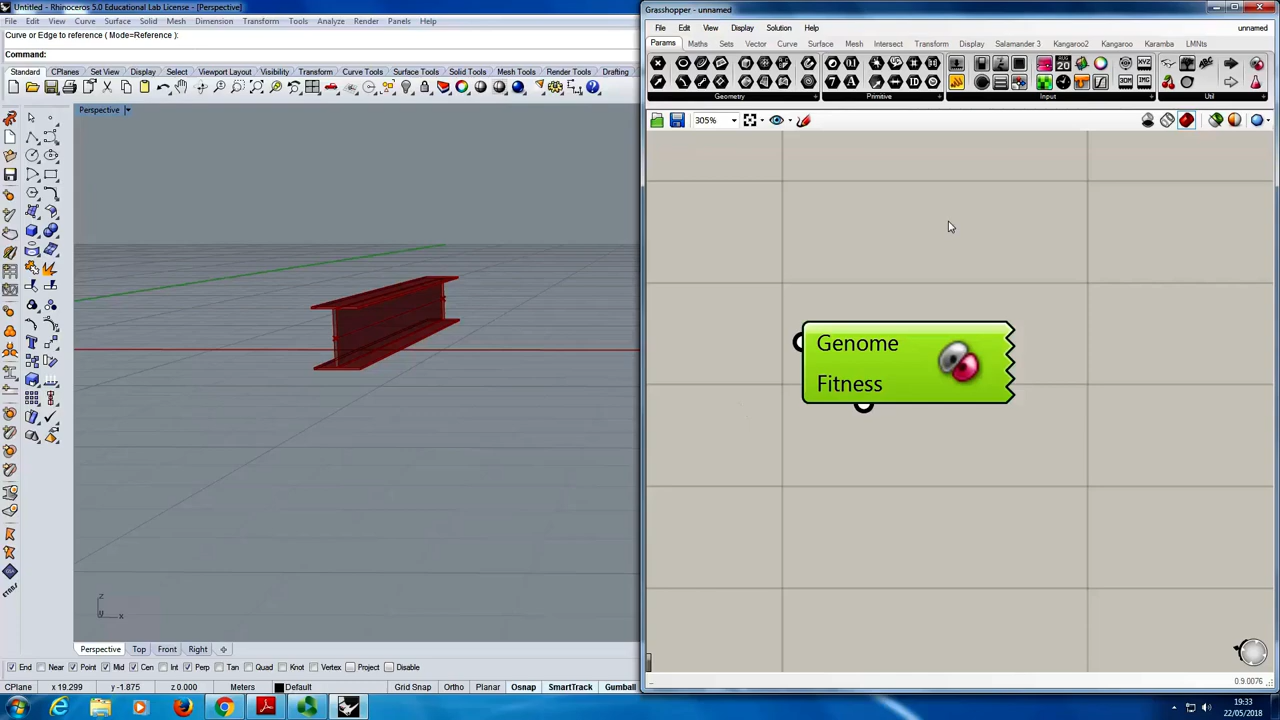 Untitled - Rhinoceros 5.0 Educational Lab License - [Perspective]
File Edit View Curve Surface Solid Mesh Dimension Transform Tools Analyze Render Panels Help
Curve or Edge to reference ( Mode=Reference ):
Command:
Standard CPlanes Set View Display Select Viewport Layout Visibility Transform Curve Tools Surface Tools Solid Tools Mesh Tools Render Tools Drafting
Perspective
z
y x
Perspective Top Front Right
End Near Point Mid Cen Int Perp Tan Quad Knot Vertex Project Disable
CPlane x 19.299 y -1.875 z 0.000 Meters Default Grid Snap Ortho Planar Osnap SmartTrack Gumball
Grasshopper - unnamed
File Edit View Display Solution Help unnamed
Params Maths Sets Vector Curve Surface Mesh Intersect Transform Display Salamander 3 Kangaroo2 Kangaroo Karamba LMNts
Geometry Primitive Input Util
305%
Genome
Fitness
0.9.0076
19:33
22/05/2018